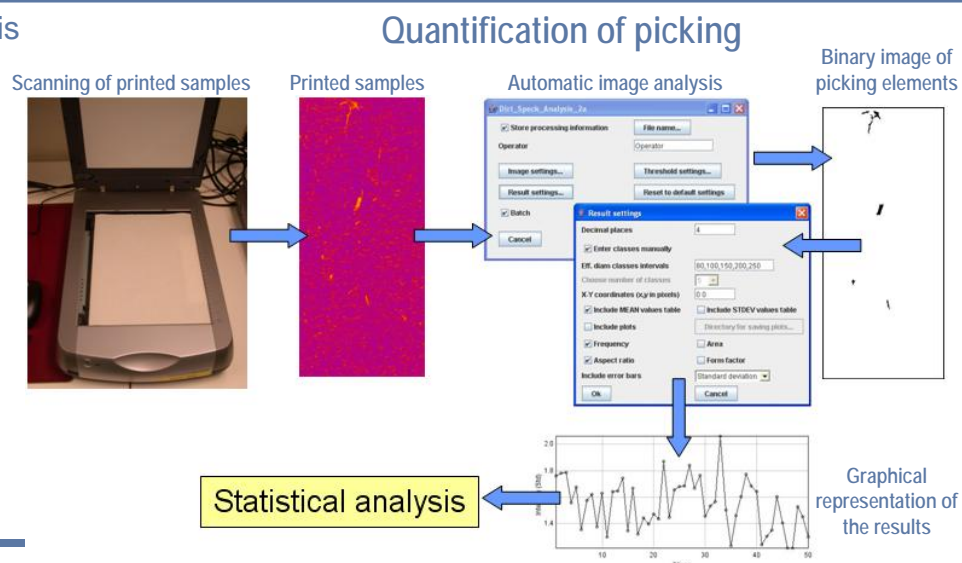 is
Quantification of picking
Scanning of printed samples
Printed samples
Automatic image analysis
Binary image of
picking elements
Dirt_Speck_Analysis_2a
Store processing information
File name...
Operator
Operator
Image settings...
Threshold settings...
Result settings...
Reset to default settings
Batch
Cancel
Result settings
Decimal places
4
Enter classes manually
Eff. diam classes intervals
80,100,150,200,250
Choose number of classes
X-Y coordinates (x,y in pixels)
0 0
Include MEAN values table
Include STDEV values table
Include plots
Directory for saving plots...
Frequency
Area
Aspect ratio
Form factor
Include error bars
Standard deviation
Ok
Cancel
2.0
1.8
1.4
(Std)
10
20
30
40
50
Statistical analysis
Graphical
representation of
the results